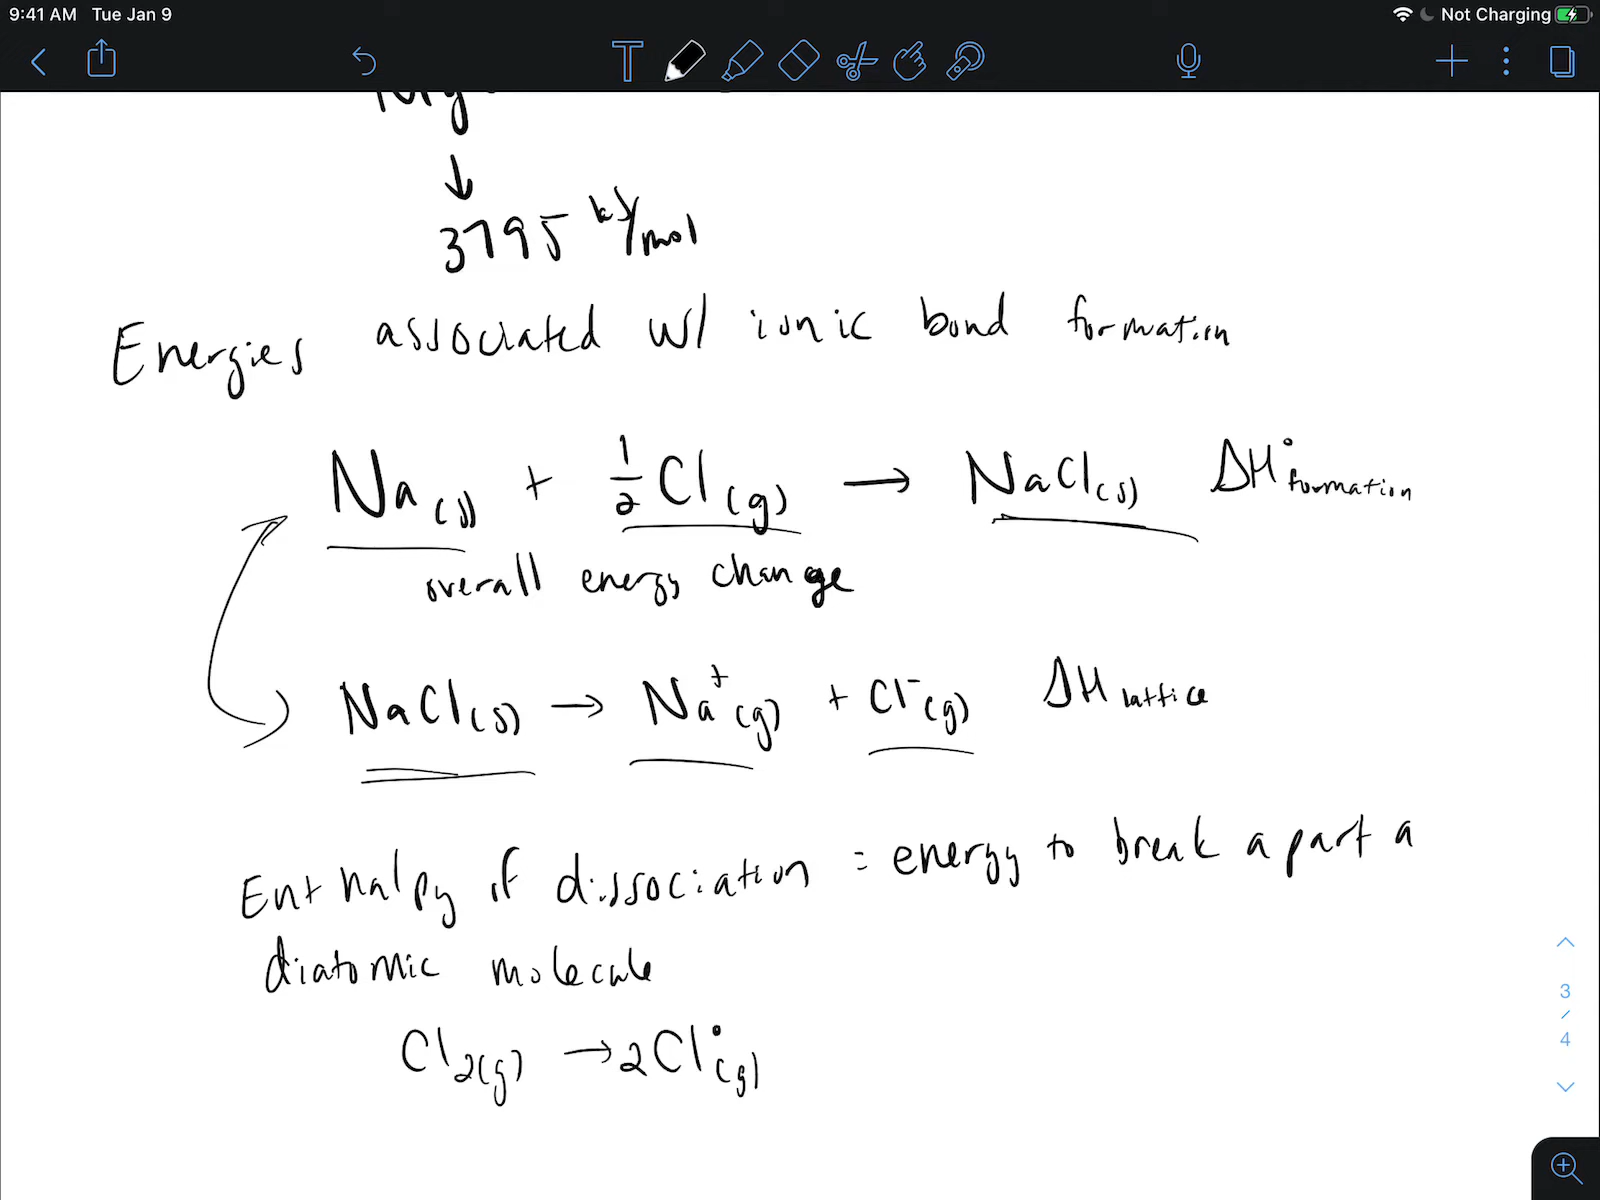 9:41 AM Tue Jan 9 Not Charging
T
↓
3795 kJ/mol
Energies associated w/ ionic bond formation
Na(s) + 1/2 Cl(g) → NaCl(s) ΔH°formation
overall energy change
NaCl(s) → Na⁺(g) + Cl⁻(g) ΔH lattice
Enthalpy of dissociation = energy to break apart a
diatomic molecule
Cl₂(g) → 2Cl°(g)
3
/
4